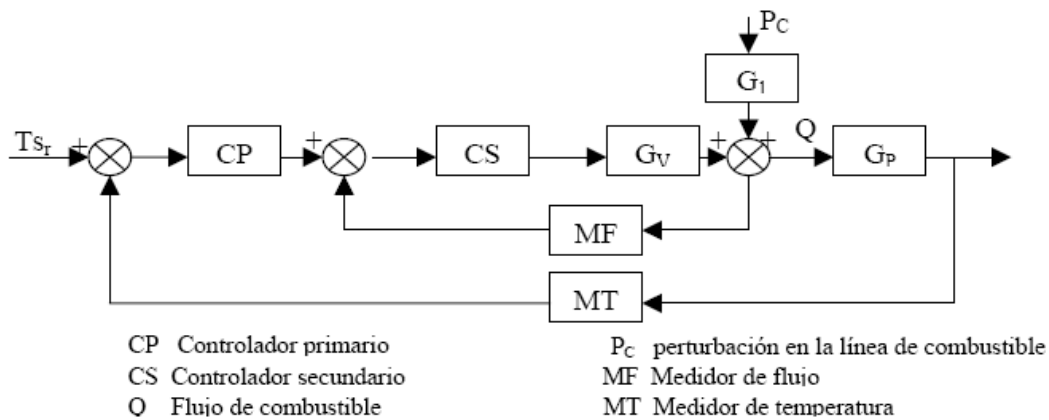 P_C
G_1
Ts_r + CP + CS G_V + + Q G_P
MF
MT
CP Controlador primario
CS Controlador secundario
Q Flujo de combustible
P_C perturbación en la línea de combustible
MF Medidor de flujo
MT Medidor de temperatura